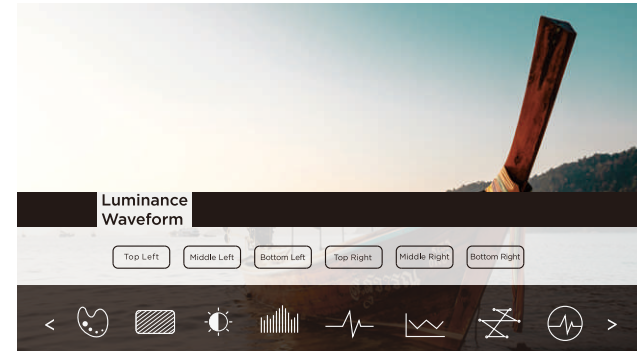 Luminance
Waveform
Top Left Middle Left Bottom Left Top Right Middle Right Bottom Right
< >